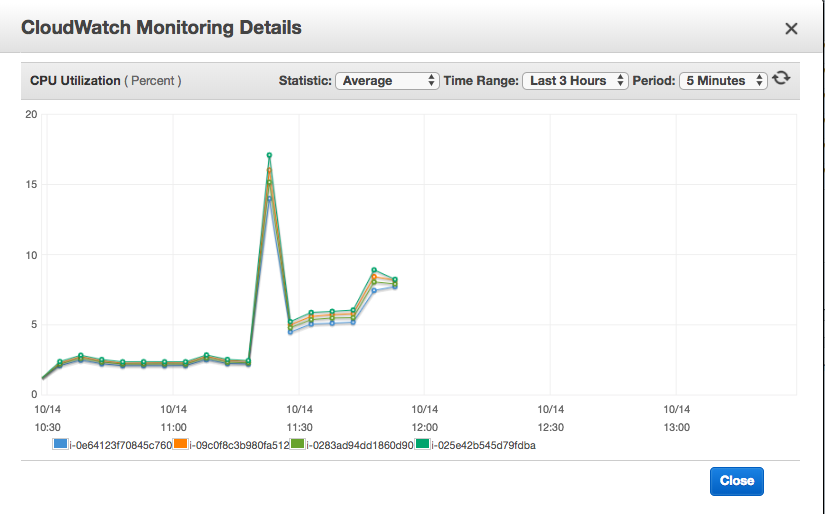 CloudWatch Monitoring Details ×
CPU Utilization ( Percent ) Statistic: Average Time Range: Last 3 Hours Period: 5 Minutes
20
15
10
5
0
10/14 10/14 10/14 10/14 10/14 10/14
10:30 11:00 11:30 12:00 12:30 13:00
i-0e64123f70845c760 i-09c0f8c3b980fa512 i-0283ad94dd1860d90 i-025e42b545d79fdba
Close